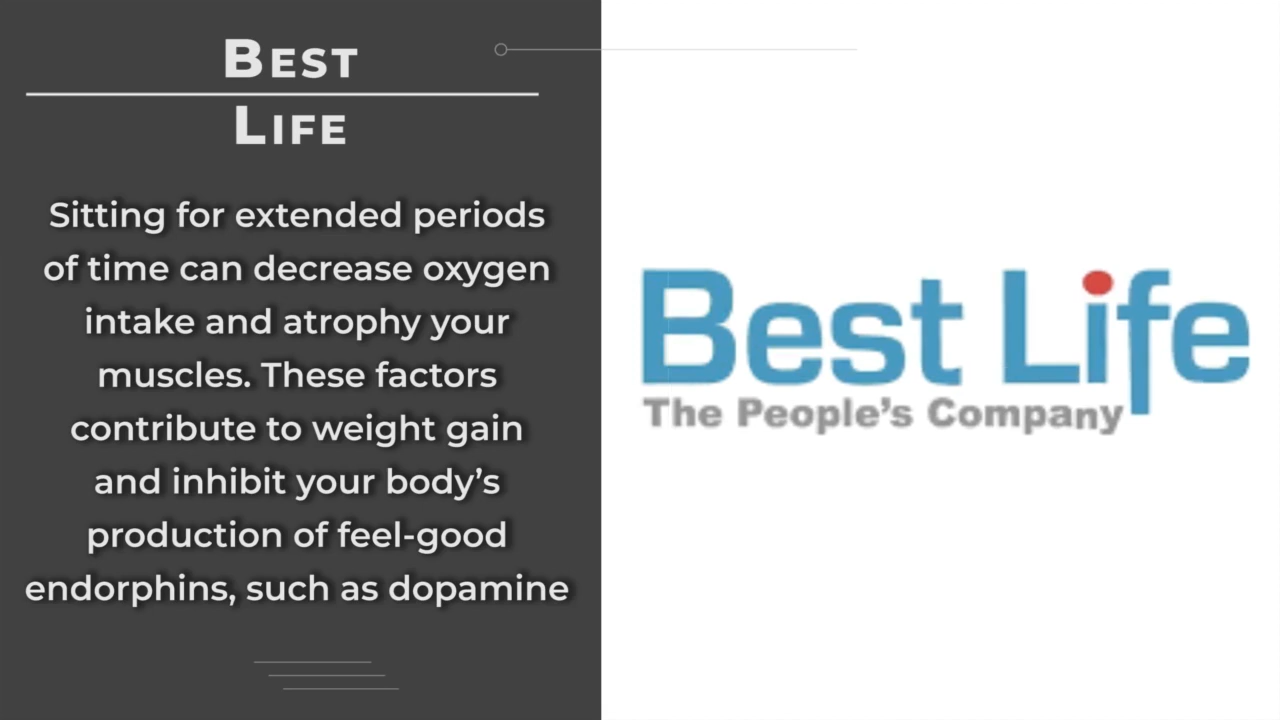 Best
Life
Sitting for extended periods
of time can decrease oxygen
intake and atrophy your
muscles. These factors
contribute to weight gain
and inhibit your body’s
production of feel-good
endorphins, such as dopamine
Best Life
The People’s Company